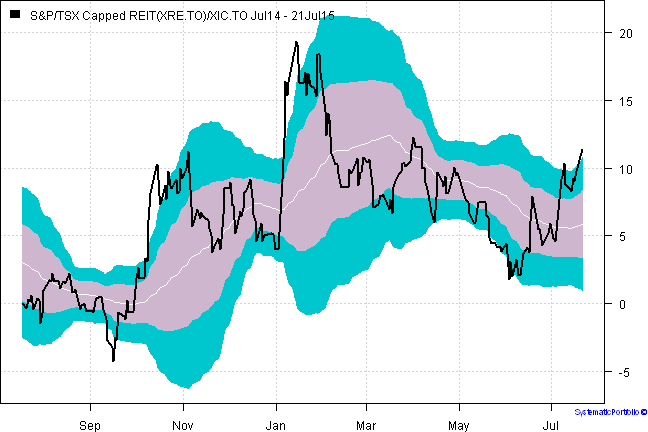 S&P/TSX Capped REIT(XRE.TO)/XIC.TO Jul14 - 21Jul15
20
15
10
5
0
-5
Sep Nov Jan Mar May Jul
SystematicPortfolio ©